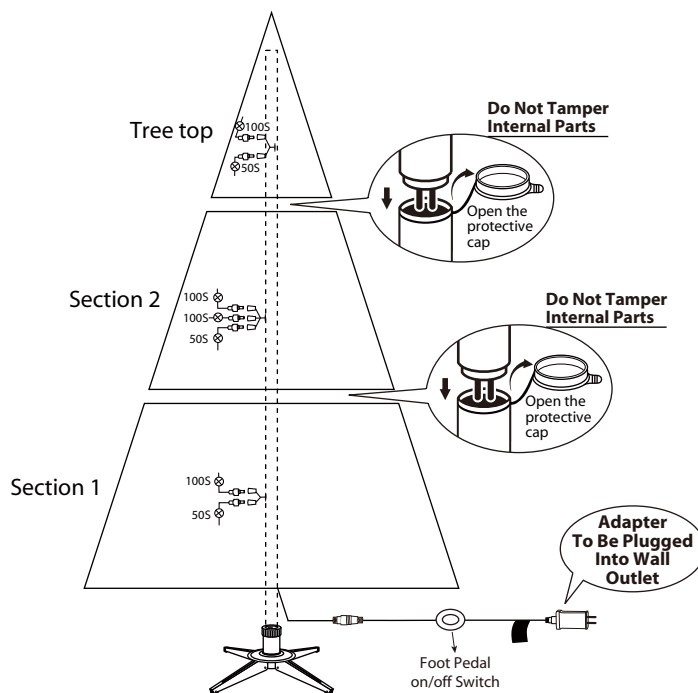 Do Not Tamper
Internal Parts
Tree top
100S
50S
Open the
protective
cap
Section 2
100S
100S
50S
Do Not Tamper
Internal Parts
Open the
protective
cap
Section 1
100S
50S
Adapter
To Be Plugged
Into Wall
Outlet
Foot Pedal
on/off Switch